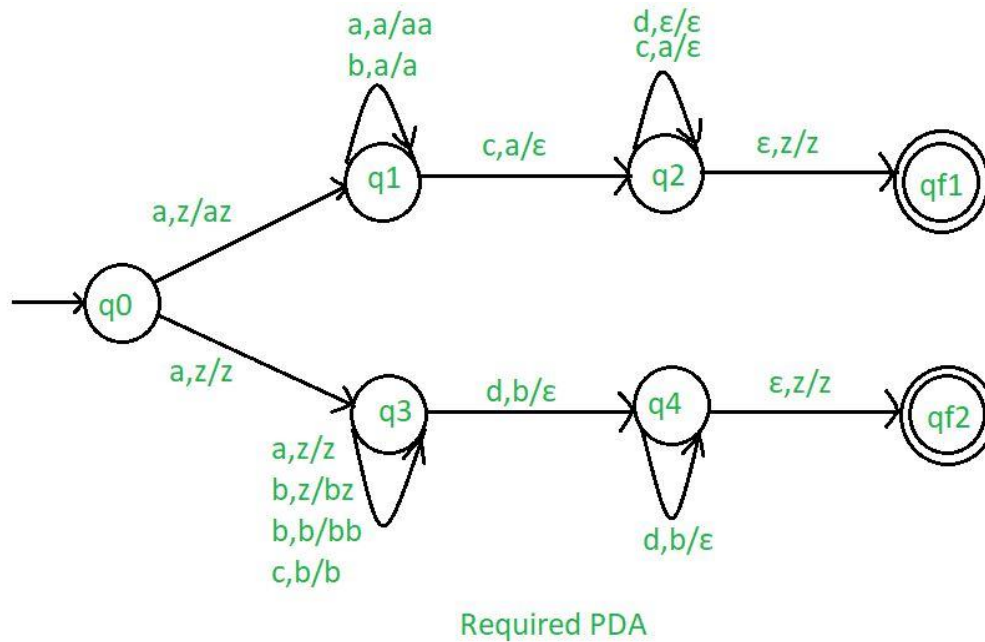 a,a/aa
b,a/a
d,ε/ε
c,a/ε
c,a/ε
ε,z/z
q1
q2
qf1
a,z/az
q0
a,z/z
d,b/ε
ε,z/z
q3
q4
qf2
a,z/z
b,z/bz
b,b/bb
c,b/b
d,b/ε
Required PDA